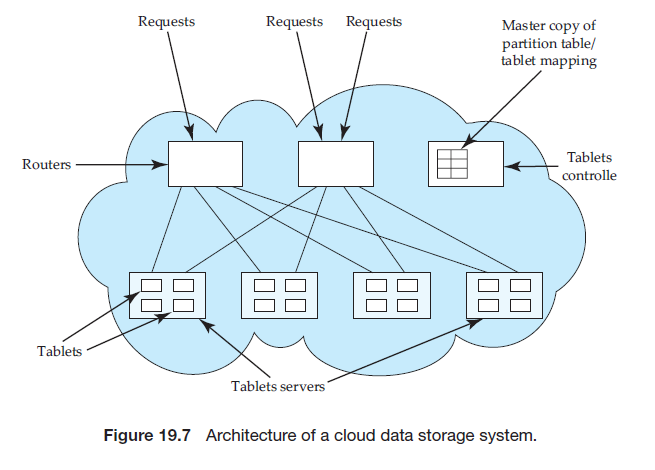 Requests
Requests
Requests
Master copy of
partition table/
tablet mapping
Routers
Tablets
controlle
Tablets
Tablets servers
Figure 19.7 Architecture of a cloud data storage system.